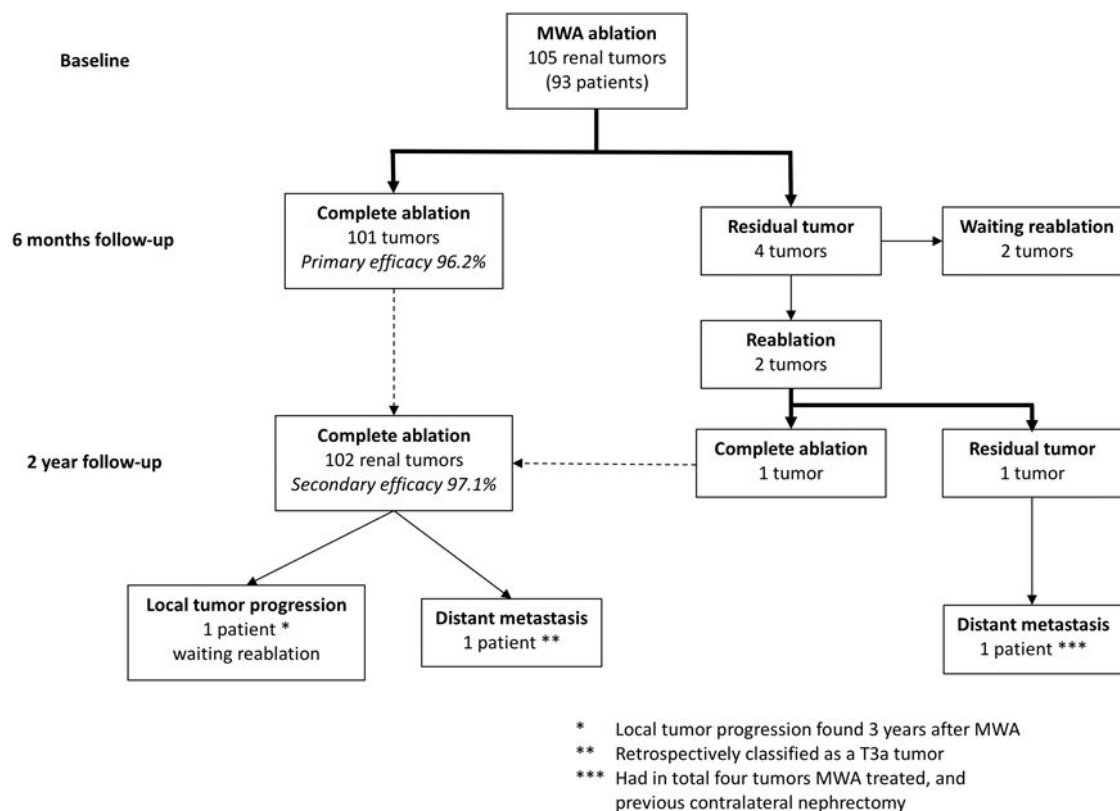 MWA ablation
105 renal tumors
(93 patients)
Baseline
Complete ablation
101 tumors
Primary efficacy 96.2%
6 months follow-up
Residual tumor
4 tumors
Waiting reablation
2 tumors
Reablation
2 tumors
Complete ablation
102 renal tumors
Secondary efficacy 97.1%
2 year follow-up
Complete ablation
1 tumor
Residual tumor
1 tumor
Local tumor progression
1 patient *
waiting reablation
Distant metastasis
1 patient **
Distant metastasis
1 patient ***
* Local tumor progression found 3 years after MWA
** Retrospectively classified as a T3a tumor
*** Had in total four tumors MWA treated, and
previous contralateral nephrectomy